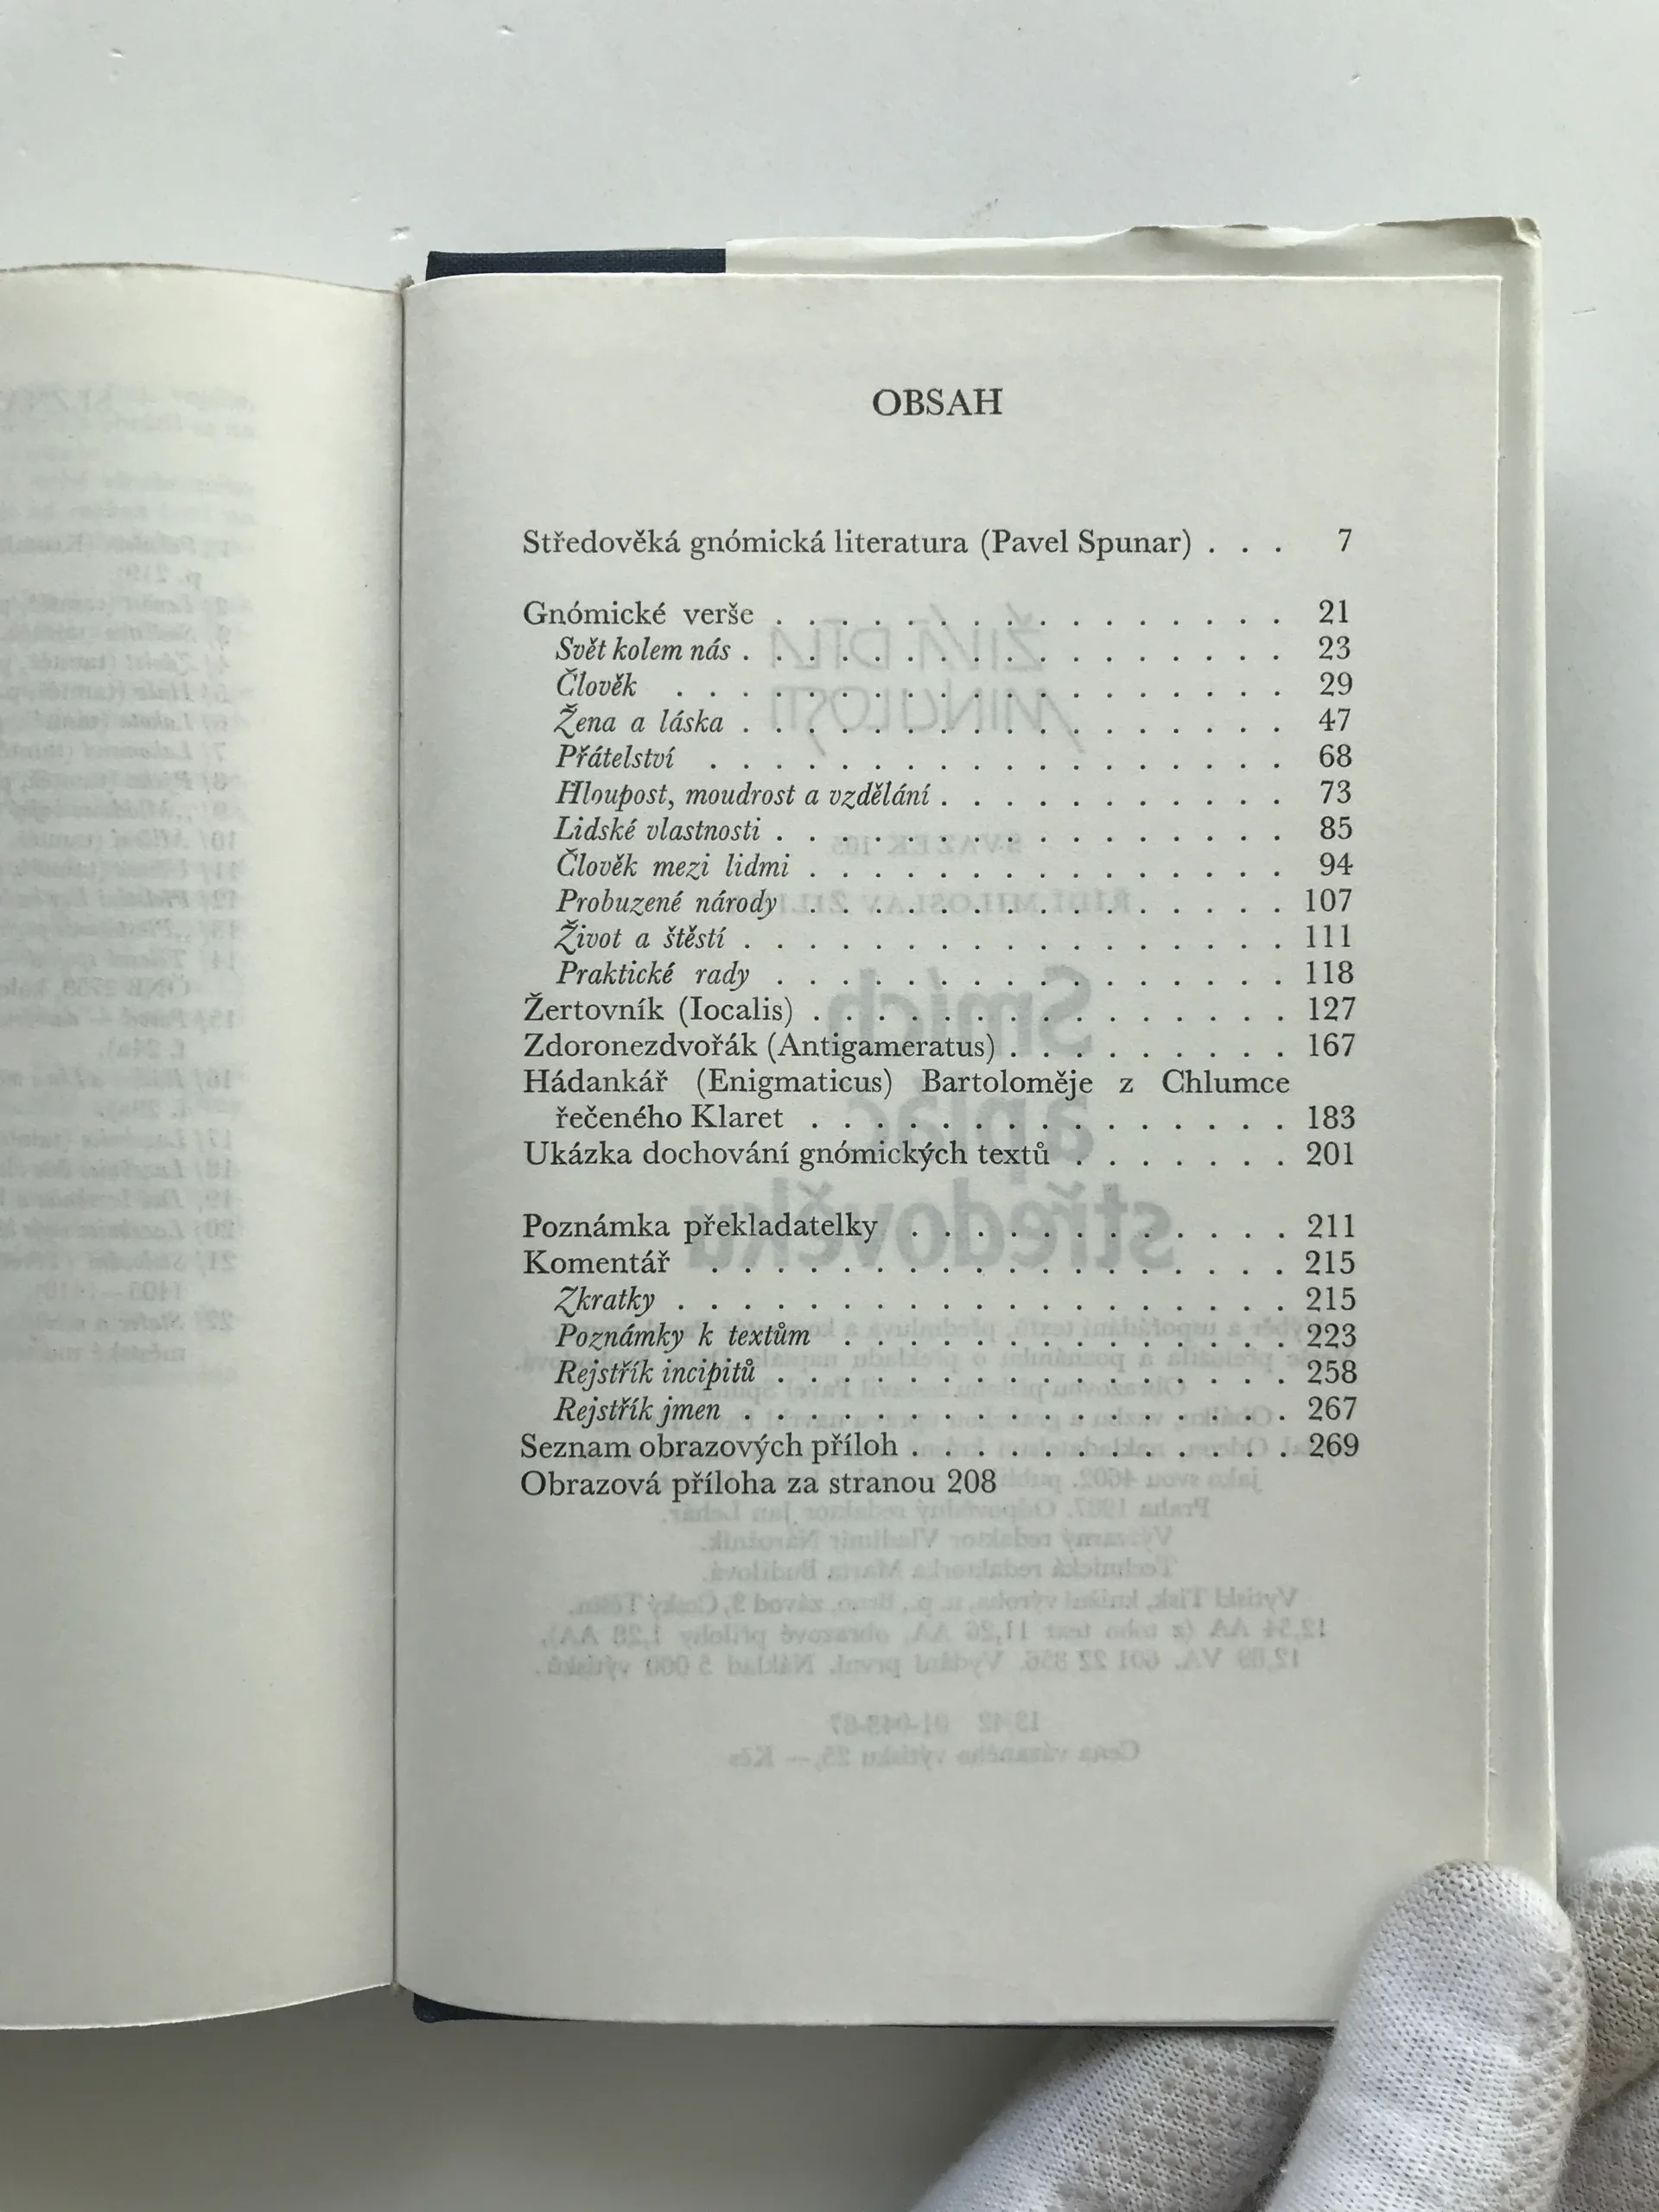 OBSAH
Středověká gnómická literatura (Pavel Spunar) . . . 7
Gnómické verše . . . . . . . . . . . . . . . . 21
Svět kolem nás . . . . . . . . . . . . . . . . . 23
Člověk . . . . . . . . . . . . . . . . . . . 29
Žena a láska . . . . . . . . . . . . . . . . . 47
Přátelství . . . . . . . . . . . . . . . . . . 68
Hloupost, moudrost a vzdělání . . . . . . . . . . . 73
Lidské vlastnosti . . . . . . . . . . . . . . . . 85
Člověk mezi lidmi . . . . . . . . . . . . . . . 94
Probuzené národy . . . . . . . . . . . . . . . 107
Život a štěstí . . . . . . . . . . . . . . . . . 111
Praktické rady . . . . . . . . . . . . . . . . 118
Žertovník (Iocalis) . . . . . . . . . . . . . . . 127
Zdoronezdvořák (Antigameratus) . . . . . . . . . 167
Hádankář (Enigmaticus) Bartoloměje z Chlumce
řečeného Klaret . . . . . . . . . . . . . . . 183
Ukázka dochování gnómických textů . . . . . . . 201
Poznámka překladatelky . . . . . . . . . . . . 211
Komentář . . . . . . . . . . . . . . . . . . 215
Zkratky . . . . . . . . . . . . . . . . . . . 215
Poznámky k textům . . . . . . . . . . . . . . 223
Rejstřík incipitů . . . . . . . . . . . . . . . . 258
Rejstřík jmen . . . . . . . . . . . . . . . . . 267
Seznam obrazových příloh . . . . . . . . . . . . 269
Obrazová příloha za stranou 208